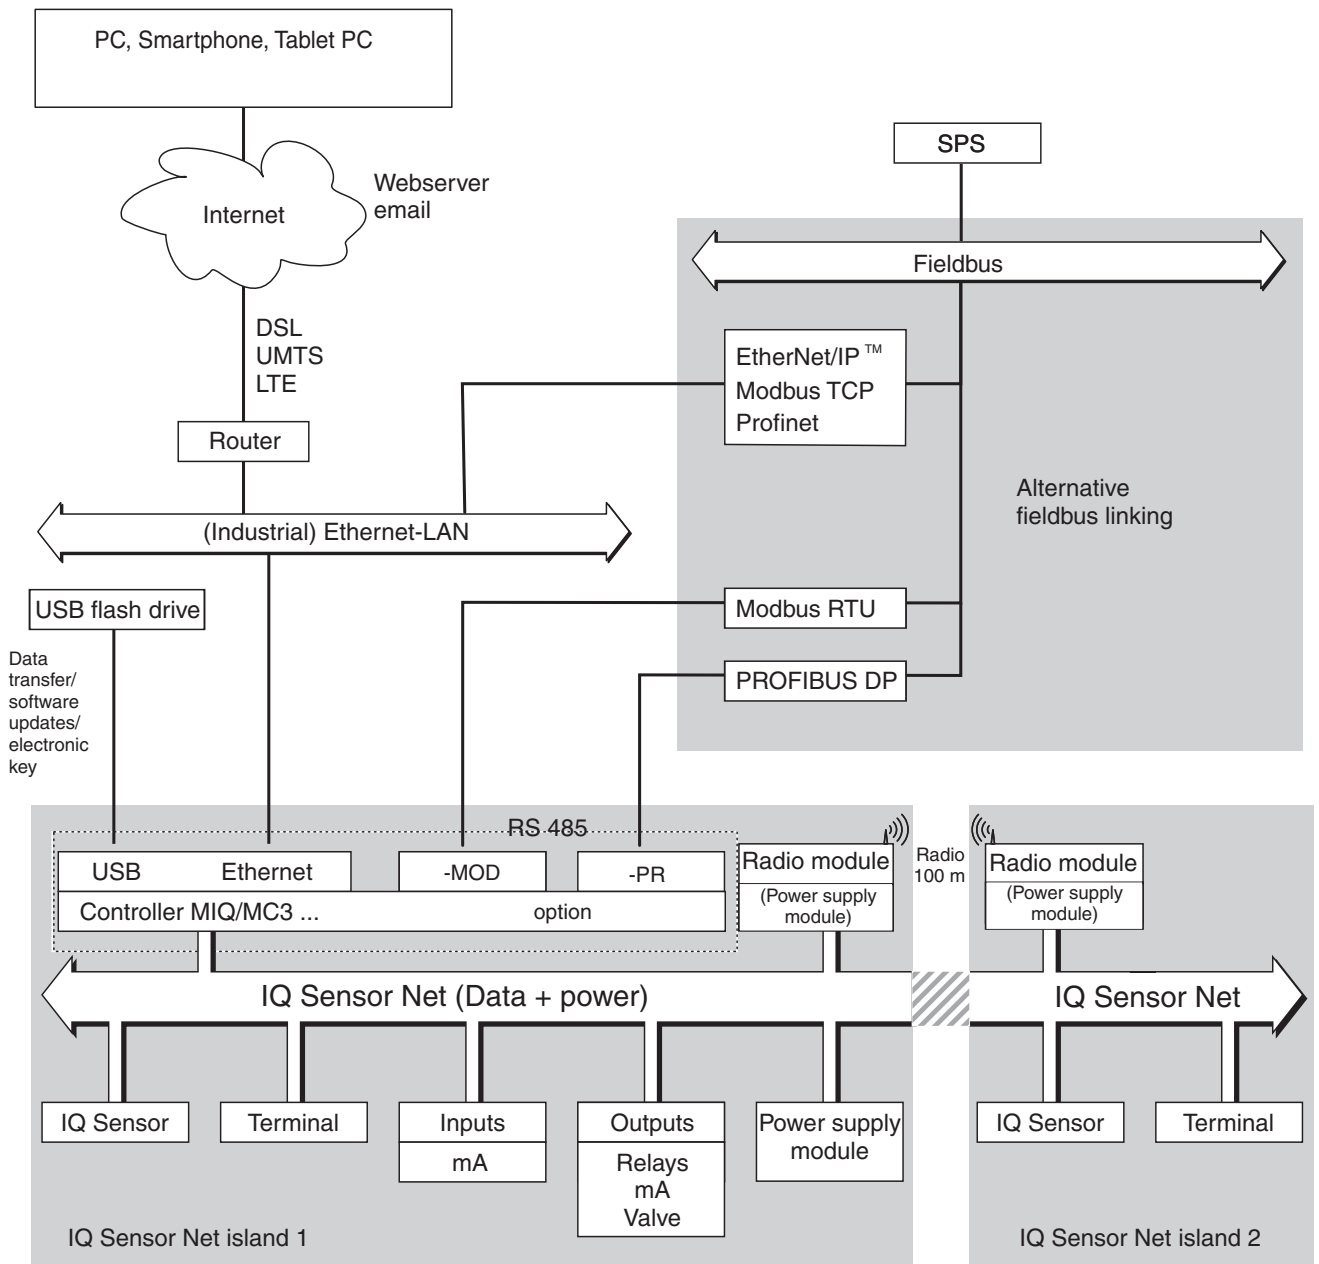 PC, Smartphone, Tablet PC
SPS
Webserver
email
Internet
Fieldbus
DSL
UMTS
LTE
EtherNet/IP™
Modbus TCP
Profinet
Router
Alternative
fieldbus linking
(Industrial) Ethernet-LAN
USB flash drive
Modbus RTU
Data
transfer/
software
updates/
electronic
key
PROFIBUS DP
RS 485
USB
Ethernet
-MOD
-PR
Controller MIQ/MC3 ...
option
Radio module
(Power supply
module)
Radio
100 m
Radio module
(Power supply
module)
IQ Sensor Net (Data + power)
IQ Sensor Net
IQ Sensor
Terminal
Inputs
mA
Outputs
Relays
mA
Valve
Power supply
module
IQ Sensor
Terminal
IQ Sensor Net island 1
IQ Sensor Net island 2